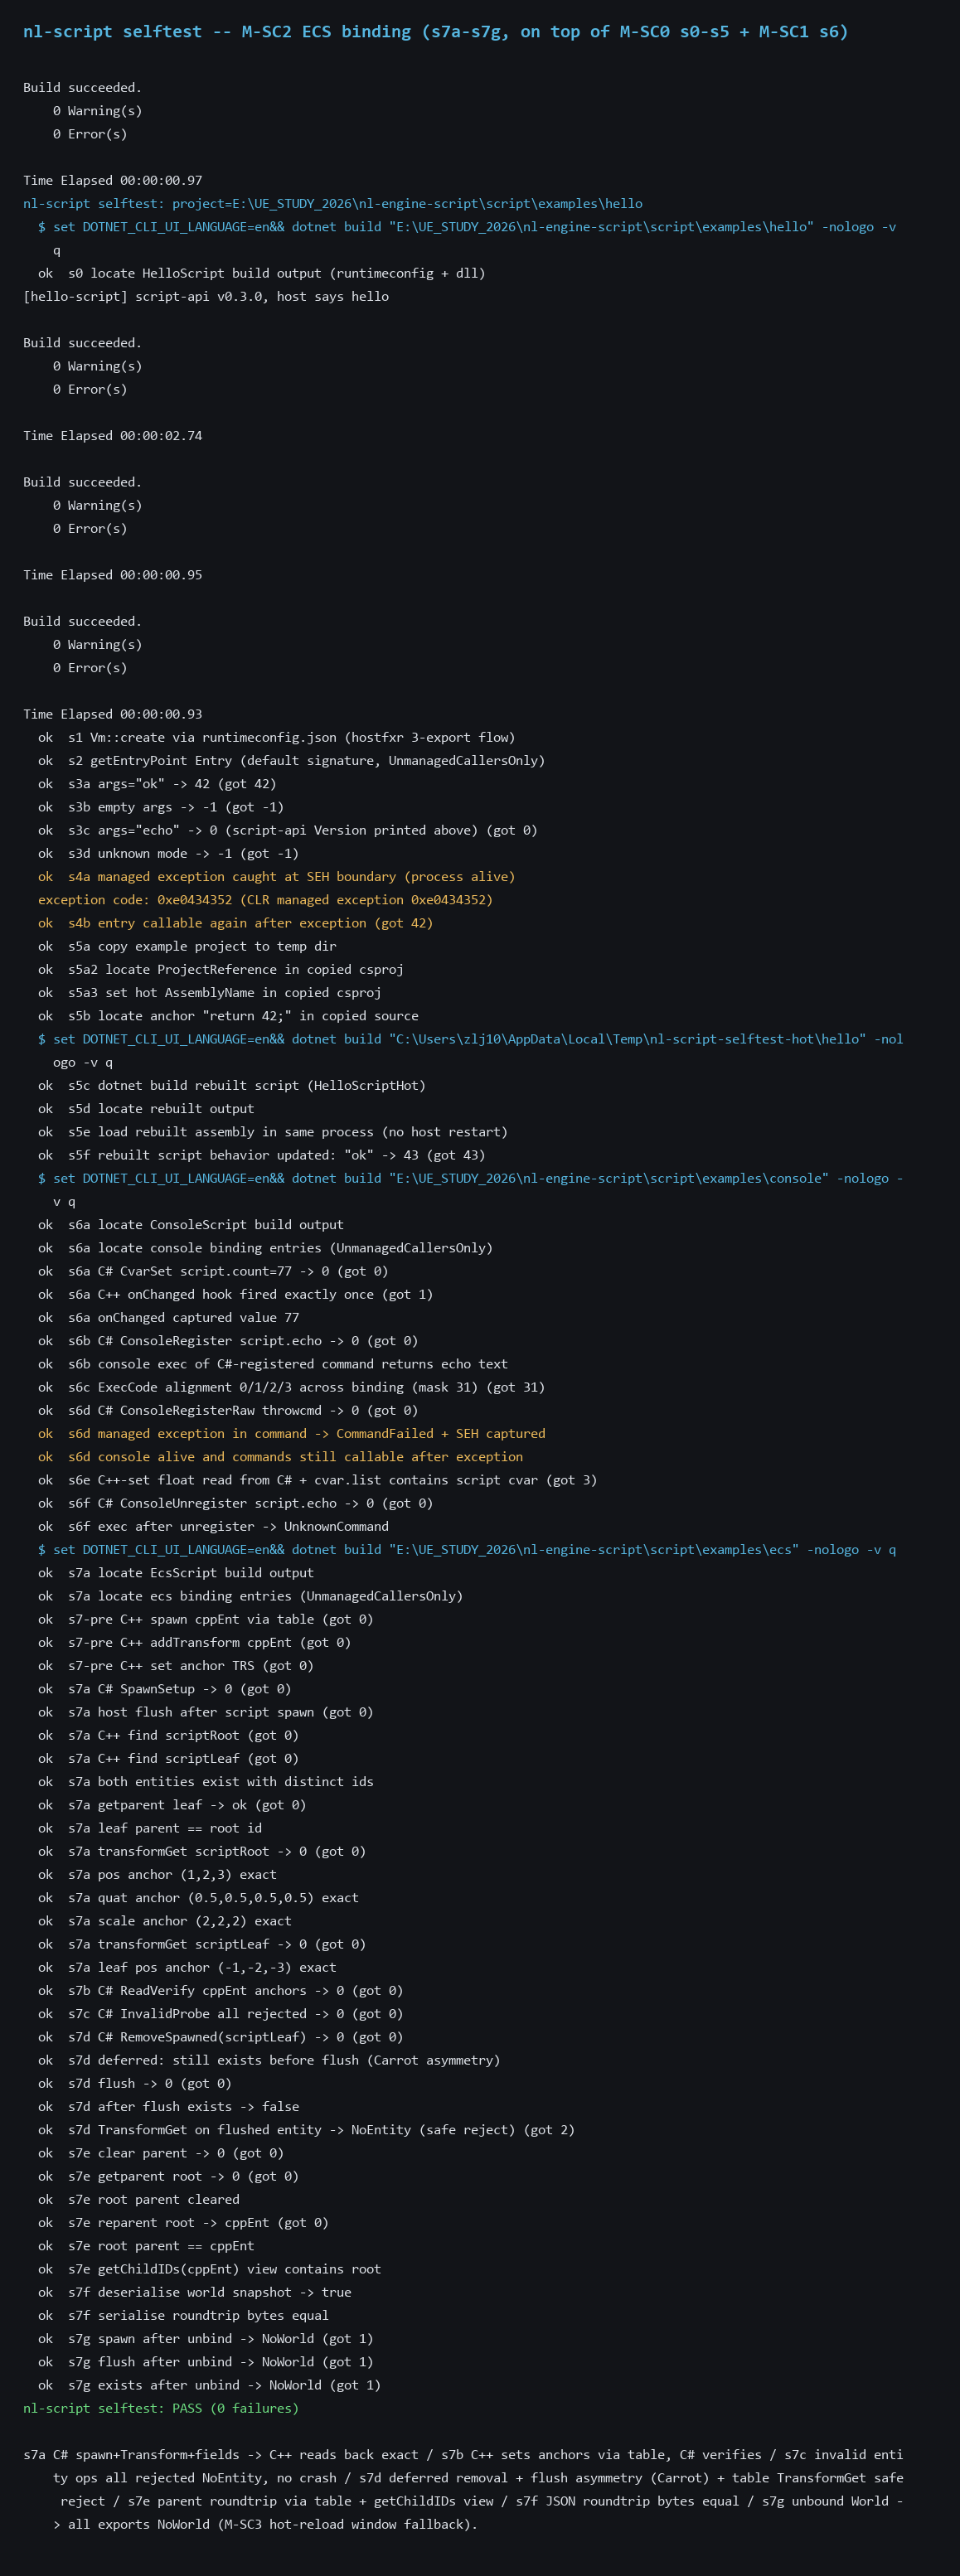 nl-script selftest -- M-SC2 ECS binding (s7a-s7g, on top of M-SC0 s0-s5 + M-SC1 s6)
Build succeeded.
    0 Warning(s)
    0 Error(s)
Time Elapsed 00:00:00.97
nl-script selftest: project=E:\UE_STUDY_2026\nl-engine-script\script\examples\hello
  $ set DOTNET_CLI_UI_LANGUAGE=en&& dotnet build "E:\UE_STUDY_2026\nl-engine-script\script\examples\hello" -nologo -v
    q
  ok  s0 locate HelloScript build output (runtimeconfig + dll)
[hello-script] script-api v0.3.0, host says hello
Build succeeded.
    0 Warning(s)
    0 Error(s)
Time Elapsed 00:00:02.74
Build succeeded.
    0 Warning(s)
    0 Error(s)
Time Elapsed 00:00:00.95
Build succeeded.
    0 Warning(s)
    0 Error(s)
Time Elapsed 00:00:00.93
  ok  s1 Vm::create via runtimeconfig.json (hostfxr 3-export flow)
  ok  s2 getEntryPoint Entry (default signature, UnmanagedCallersOnly)
  ok  s3a args="ok" -> 42 (got 42)
  ok  s3b empty args -> -1 (got -1)
  ok  s3c args="echo" -> 0 (script-api Version printed above) (got 0)
  ok  s3d unknown mode -> -1 (got -1)
  ok  s4a managed exception caught at SEH boundary (process alive)
  exception code: 0xe0434352 (CLR managed exception 0xe0434352)
  ok  s4b entry callable again after exception (got 42)
  ok  s5a copy example project to temp dir
  ok  s5a2 locate ProjectReference in copied csproj
  ok  s5a3 set hot AssemblyName in copied csproj
  ok  s5b locate anchor "return 42;" in copied source
  $ set DOTNET_CLI_UI_LANGUAGE=en&& dotnet build "C:\Users\zlj10\AppData\Local\Temp\nl-script-selftest-hot\hello" -nol
    ogo -v q
  ok  s5c dotnet build rebuilt script (HelloScriptHot)
  ok  s5d locate rebuilt output
  ok  s5e load rebuilt assembly in same process (no host restart)
  ok  s5f rebuilt script behavior updated: "ok" -> 43 (got 43)
  $ set DOTNET_CLI_UI_LANGUAGE=en&& dotnet build "E:\UE_STUDY_2026\nl-engine-script\script\examples\console" -nologo -
    v q
  ok  s6a locate ConsoleScript build output
  ok  s6a locate console binding entries (UnmanagedCallersOnly)
  ok  s6a C# CvarSet script.count=77 -> 0 (got 0)
  ok  s6a C++ onChanged hook fired exactly once (got 1)
  ok  s6a onChanged captured value 77
  ok  s6b C# ConsoleRegister script.echo -> 0 (got 0)
  ok  s6b console exec of C#-registered command returns echo text
  ok  s6c ExecCode alignment 0/1/2/3 across binding (mask 31) (got 31)
  ok  s6d C# ConsoleRegisterRaw throwcmd -> 0 (got 0)
  ok  s6d managed exception in command -> CommandFailed + SEH captured
  ok  s6d console alive and commands still callable after exception
  ok  s6e C++-set float read from C# + cvar.list contains script cvar (got 3)
  ok  s6f C# ConsoleUnregister script.echo -> 0 (got 0)
  ok  s6f exec after unregister -> UnknownCommand
  $ set DOTNET_CLI_UI_LANGUAGE=en&& dotnet build "E:\UE_STUDY_2026\nl-engine-script\script\examples\ecs" -nologo -v q
  ok  s7a locate EcsScript build output
  ok  s7a locate ecs binding entries (UnmanagedCallersOnly)
  ok  s7-pre C++ spawn cppEnt via table (got 0)
  ok  s7-pre C++ addTransform cppEnt (got 0)
  ok  s7-pre C++ set anchor TRS (got 0)
  ok  s7a C# SpawnSetup -> 0 (got 0)
  ok  s7a host flush after script spawn (got 0)
  ok  s7a C++ find scriptRoot (got 0)
  ok  s7a C++ find scriptLeaf (got 0)
  ok  s7a both entities exist with distinct ids
  ok  s7a getparent leaf -> ok (got 0)
  ok  s7a leaf parent == root id
  ok  s7a transformGet scriptRoot -> 0 (got 0)
  ok  s7a pos anchor (1,2,3) exact
  ok  s7a quat anchor (0.5,0.5,0.5,0.5) exact
  ok  s7a scale anchor (2,2,2) exact
  ok  s7a transformGet scriptLeaf -> 0 (got 0)
  ok  s7a leaf pos anchor (-1,-2,-3) exact
  ok  s7b C# ReadVerify cppEnt anchors -> 0 (got 0)
  ok  s7c C# InvalidProbe all rejected -> 0 (got 0)
  ok  s7d C# RemoveSpawned(scriptLeaf) -> 0 (got 0)
  ok  s7d deferred: still exists before flush (Carrot asymmetry)
  ok  s7d flush -> 0 (got 0)
  ok  s7d after flush exists -> false
  ok  s7d TransformGet on flushed entity -> NoEntity (safe reject) (got 2)
  ok  s7e clear parent -> 0 (got 0)
  ok  s7e getparent root -> 0 (got 0)
  ok  s7e root parent cleared
  ok  s7e reparent root -> cppEnt (got 0)
  ok  s7e root parent == cppEnt
  ok  s7e getChildIDs(cppEnt) view contains root
  ok  s7f deserialise world snapshot -> true
  ok  s7f serialise roundtrip bytes equal
  ok  s7g spawn after unbind -> NoWorld (got 1)
  ok  s7g flush after unbind -> NoWorld (got 1)
  ok  s7g exists after unbind -> NoWorld (got 1)
nl-script selftest: PASS (0 failures)
s7a C# spawn+Transform+fields -> C++ reads back exact / s7b C++ sets anchors via table, C# verifies / s7c invalid enti
    ty ops all rejected NoEntity, no crash / s7d deferred removal + flush asymmetry (Carrot) + table TransformGet safe
     reject / s7e parent roundtrip via table + getChildIDs view / s7f JSON roundtrip bytes equal / s7g unbound World -
    > all exports NoWorld (M-SC3 hot-reload window fallback).